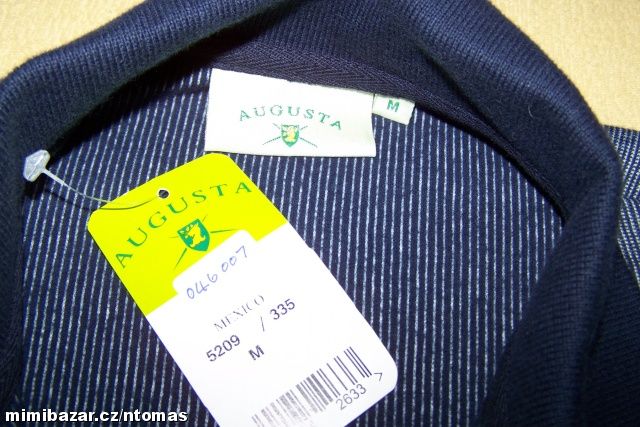 AUGUSTA
M
AUGUSTA
046007
MEXICO
5209 / 335
M
2633 >
mimibazar.cz/ntomas